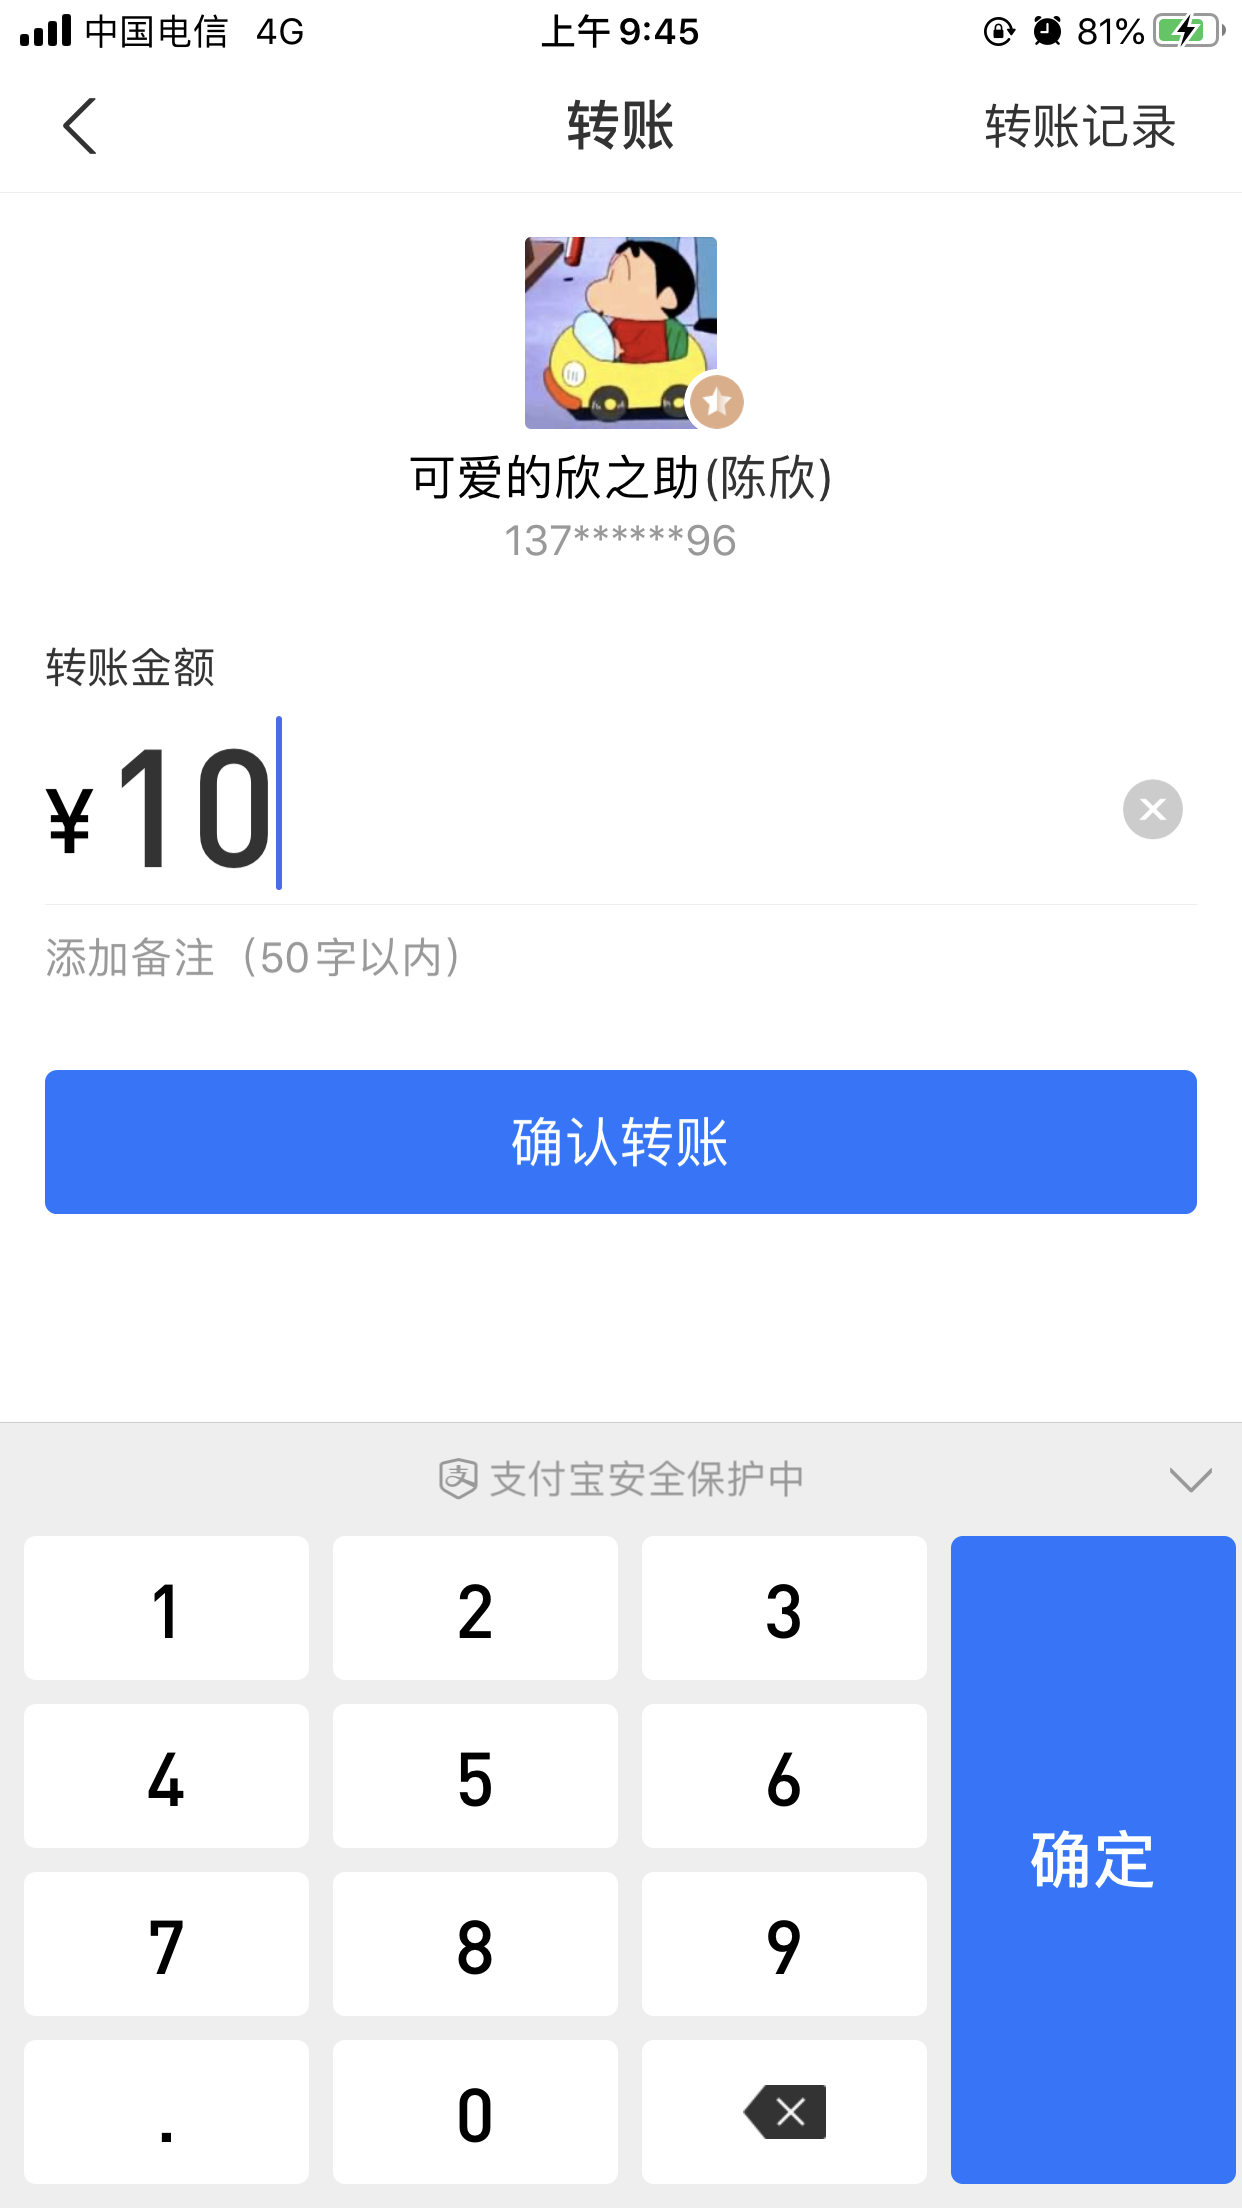 中国电信 4G 上午 9:45 81%
转账 转账记录
可爱的欣之助(陈欣)
137******96
转账金额
¥ 10
添加备注（50字以内）
确认转账
支付宝安全保护中
1 2 3
4 5 6
7 8 9
. 0
确定